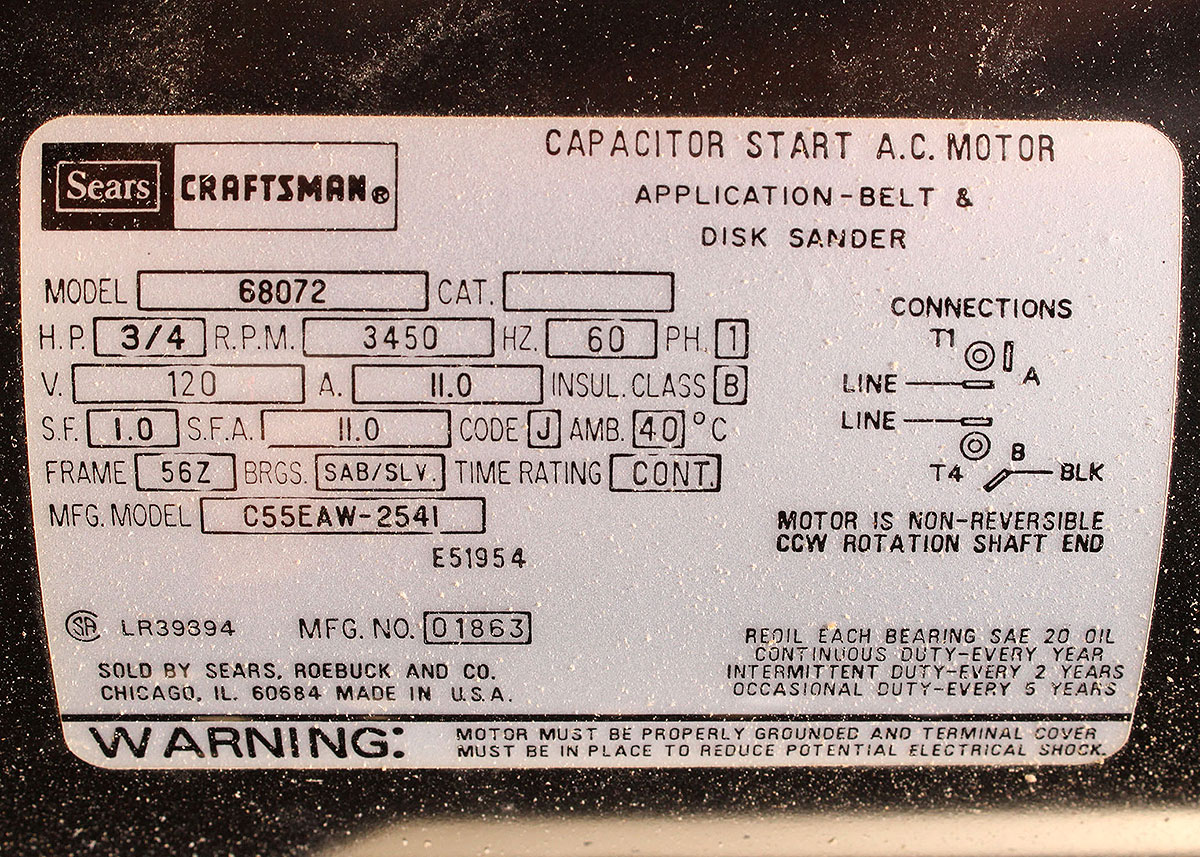 Sears CRAFTSMAN®
CAPACITOR START A.C. MOTOR
APPLICATION-BELT &
DISK SANDER
MODEL 68072 CAT.
H.P. 3/4 R.P.M. 3450 HZ. 60 PH. 1
V. 120 A. 11.0 INSUL. CLASS B
S.F. 1.0 S.F.A. 11.0 CODE J AMB. 40 °C
FRAME 56Z BRGS. SAB/SLV. TIME RATING CONT.
MFG. MODEL C55EAW-2541
E51954
CONNECTIONS
T1
A
LINE
LINE
B
T4 BLK
MOTOR IS NON-REVERSIBLE
CCW ROTATION SHAFT END
SA LR39394 MFG. NO. 01863
SOLD BY SEARS, ROEBUCK AND CO.
CHICAGO, IL. 60684 MADE IN U.S.A.
REOIL EACH BEARING SAE 20 OIL
CONTINUOUS DUTY-EVERY YEAR
INTERMITTENT DUTY-EVERY 2 YEARS
OCCASIONAL DUTY-EVERY 5 YEARS
WARNING: MOTOR MUST BE PROPERLY GROUNDED AND TERMINAL COVER
MUST BE IN PLACE TO REDUCE POTENTIAL ELECTRICAL SHOCK.